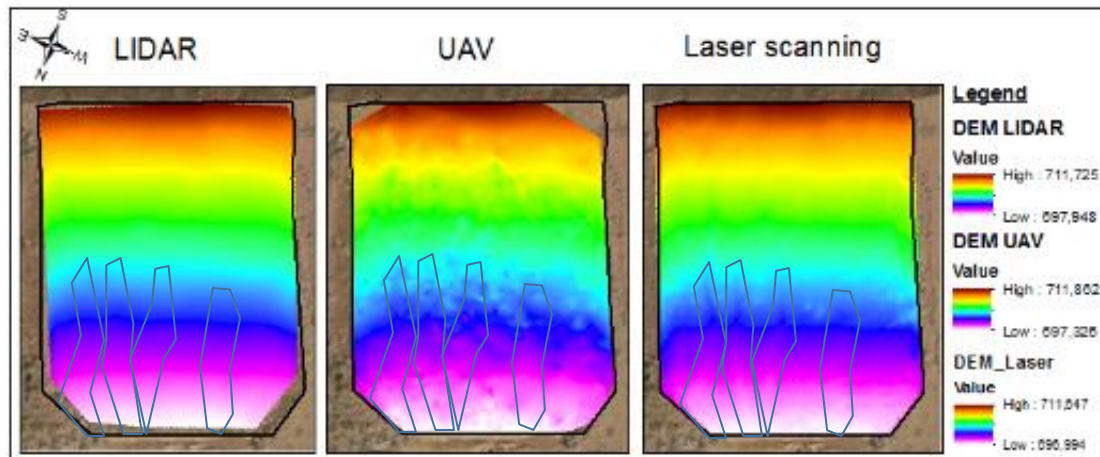 S
E
W
N
LIDAR
UAV
Laser scanning
Legend
DEM LIDAR
Value
High : 711,725
Low : 697,948
DEM UAV
Value
High : 711,862
Low : 697,326
DEM_Laser
Value
High : 711,647
Low : 696,994